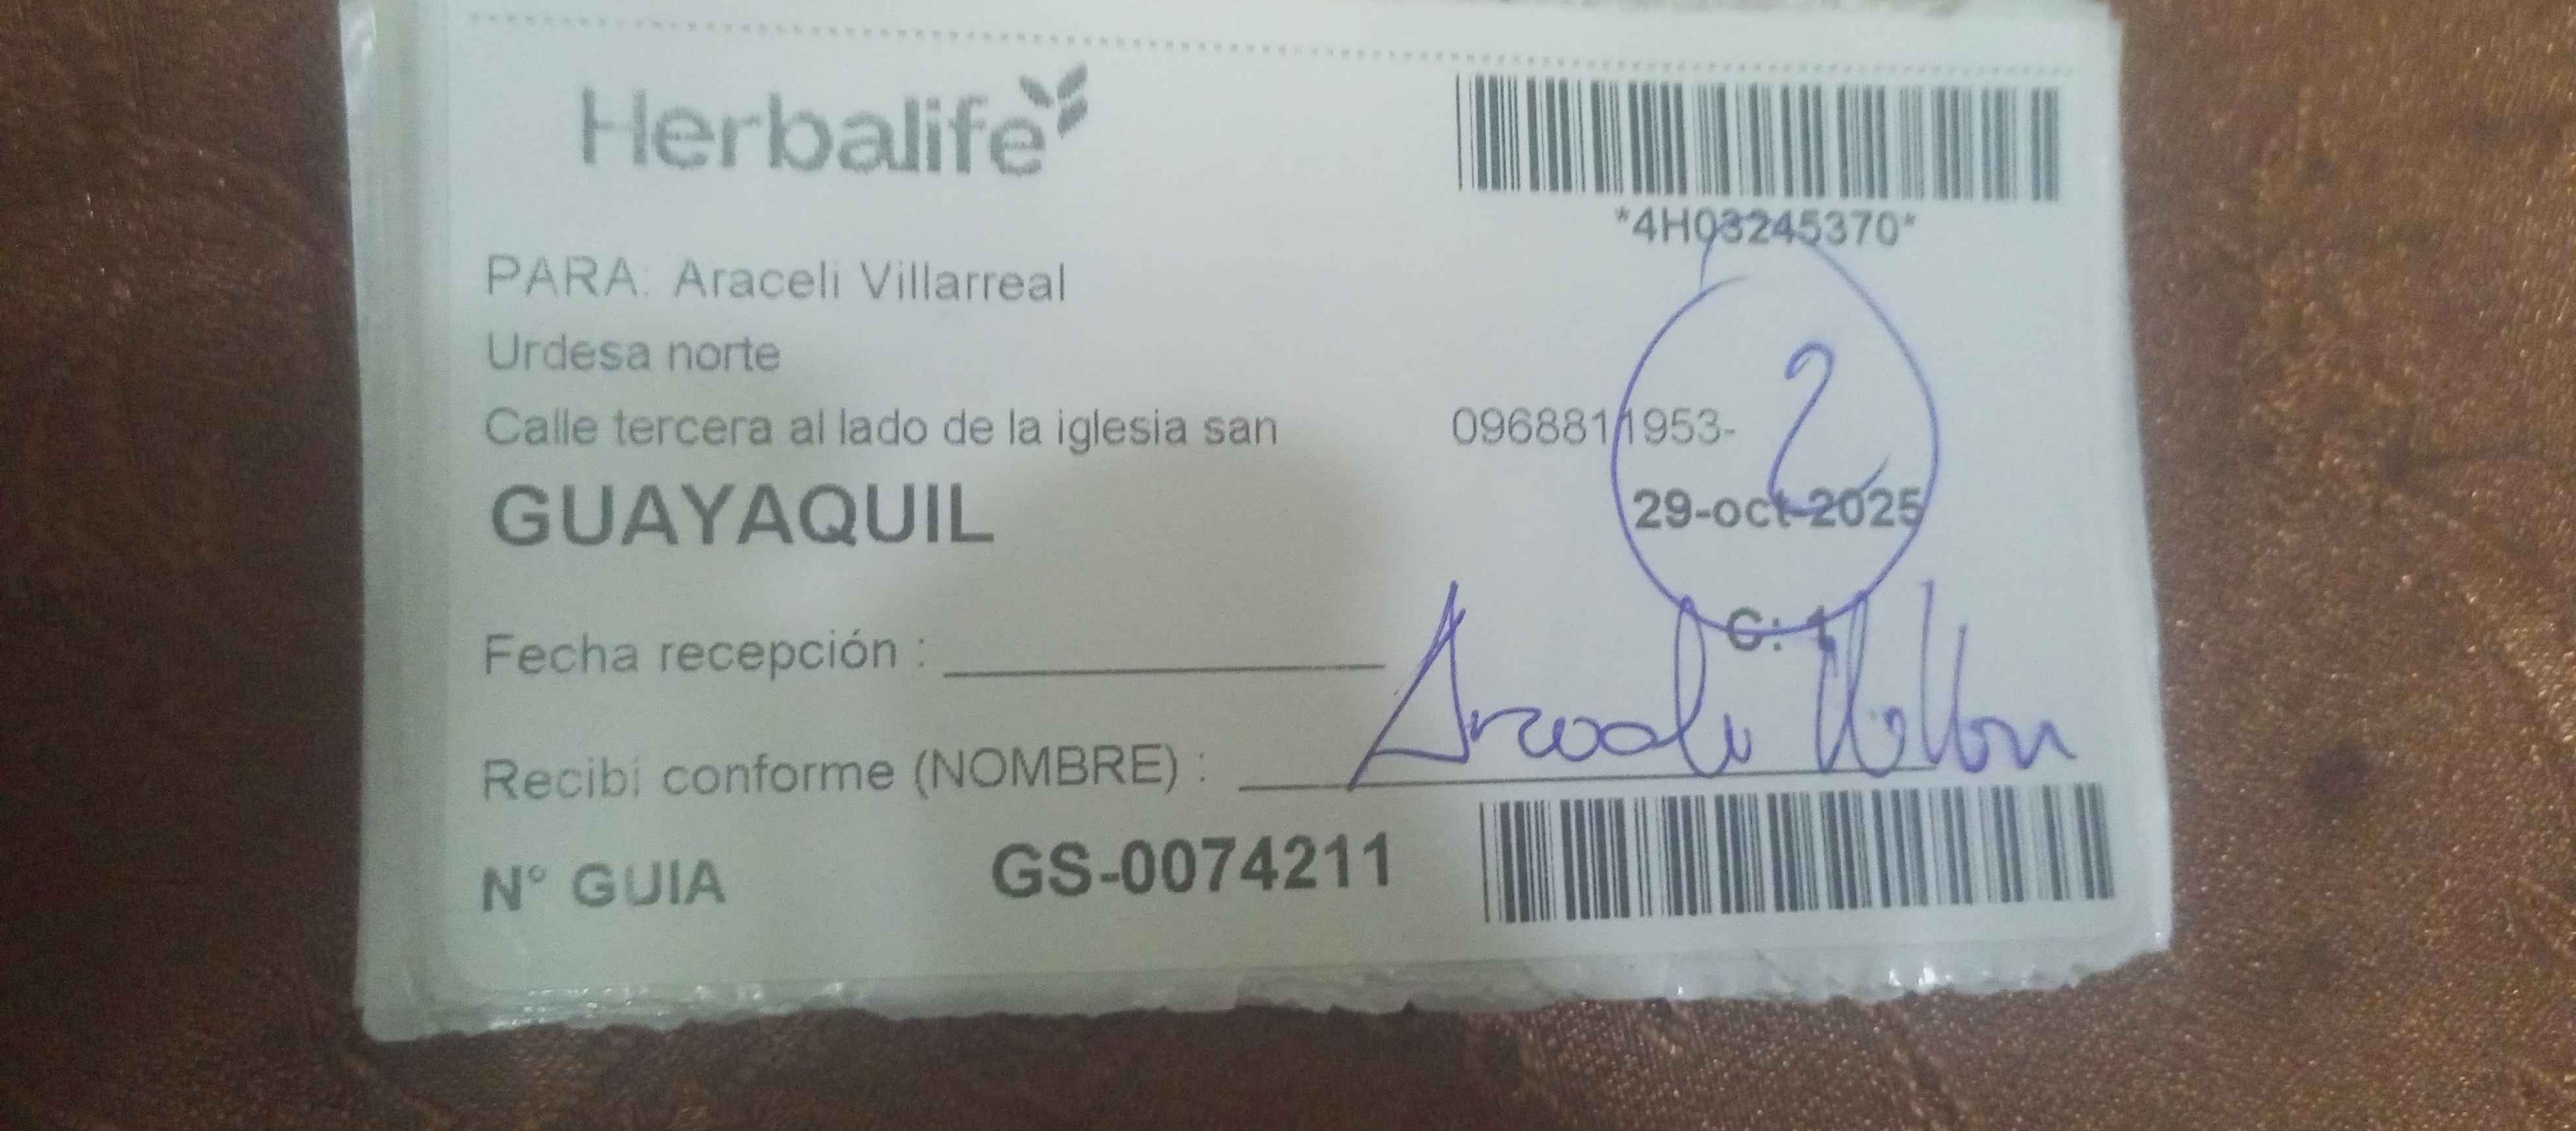 Herbalife
*4H03245370*
PARA: Araceli Villarreal
Urdesa norte
Calle tercera al lado de la iglesia san 0968811953-
2
GUAYAQUIL 29-oct-2025
C: 1
Fecha recepción :
Recibí conforme (NOMBRE) :
N° GUIA GS-0074211